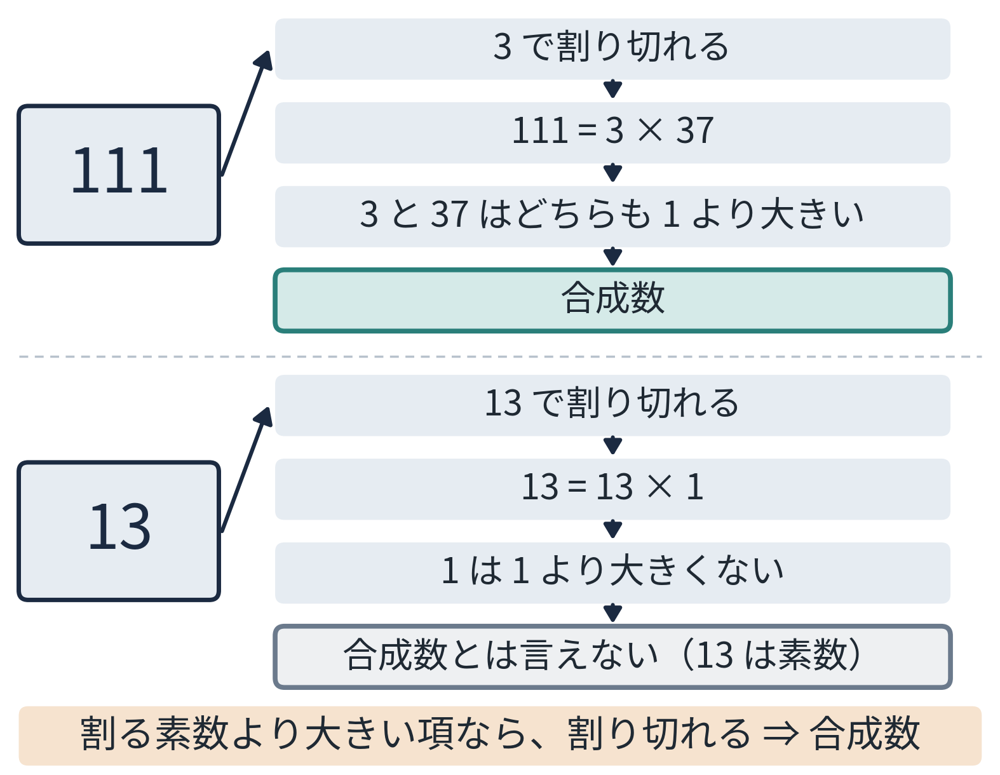 111
3 で割り切れる
111 = 3 × 37
3 と 37 はどちらも 1 より大きい
合成数
13
13 で割り切れる
13 = 13 × 1
1 は 1 より大きくない
合成数とは言えない（13 は素数）
割る素数より大きい項なら、割り切れる ⇒ 合成数